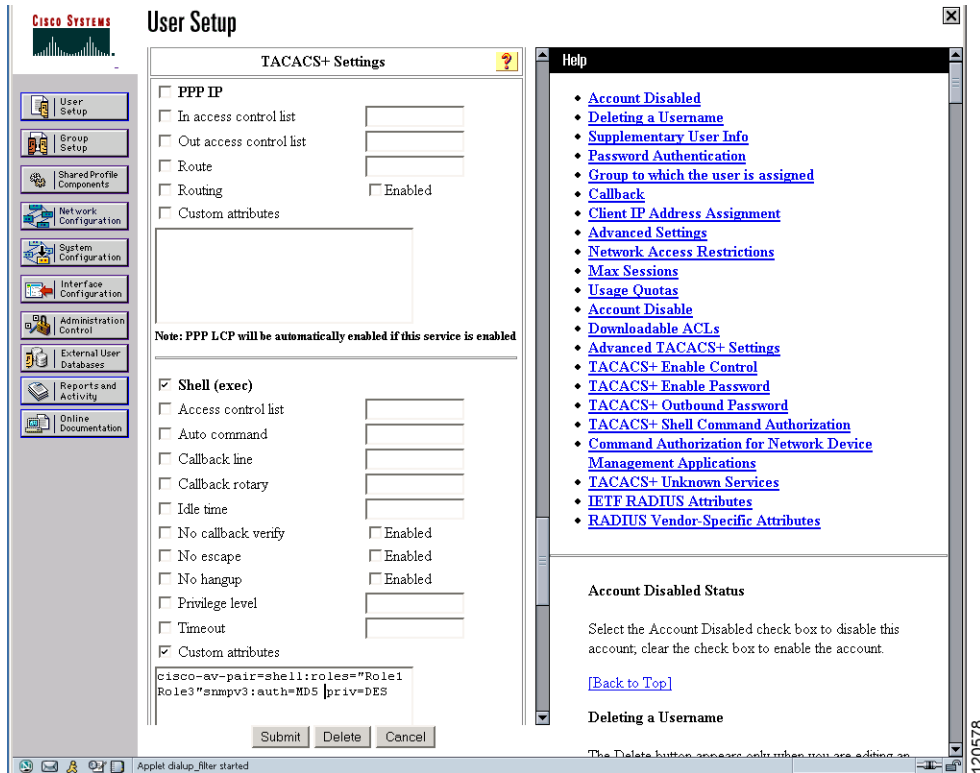 CISCO SYSTEMS
User Setup
User
Setup
Group
Setup
Shared Profile
Components
Network
Configuration
System
Configuration
Interface
Configuration
Administration
Control
External User
Databases
Reports and
Activity
Online
Documentation
TACACS+ Settings
?
PPP IP
In access control list
Out access control list
Route
Routing Enabled
Custom attributes
Note: PPP LCP will be automatically enabled if this service is enabled
Shell (exec)
Access control list
Auto command
Callback line
Callback rotary
Idle time
No callback verify Enabled
No escape Enabled
No hangup Enabled
Privilege level
Timeout
Custom attributes
cisco-av-pair=shell:roles="Role1
Role3"snmpv3:auth=MD5 priv=DES
Submit Delete Cancel
Help
Account Disabled
Deleting a Username
Supplementary User Info
Password Authentication
Group to which the user is assigned
Callback
Client IP Address Assignment
Advanced Settings
Network Access Restrictions
Max Sessions
Usage Quotas
Account Disable
Downloadable ACLs
Advanced TACACS+ Settings
TACACS+ Enable Control
TACACS+ Enable Password
TACACS+ Outbound Password
TACACS+ Shell Command Authorization
Command Authorization for Network Device
Management Applications
TACACS+ Unknown Services
IETF RADIUS Attributes
RADIUS Vendor-Specific Attributes
Account Disabled Status
Select the Account Disabled check box to disable this
account; clear the check box to enable the account.
[Back to Top]
Deleting a Username
The Delete button appears only when you are editing an
Applet dialup_filter started
120578